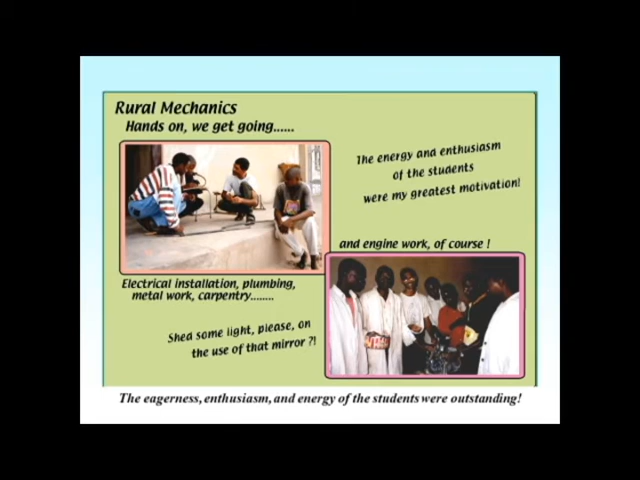 Rural Mechanics
Hands on, we get going......
The energy and enthusiasm
of the students
were my greatest motivation!
and engine work, of course !
Electrical installation, plumbing,
metal work, carpentry........
Shed some light, please, on
the use of that mirror ?!
The eagerness, enthusiasm, and energy of the students were outstanding!